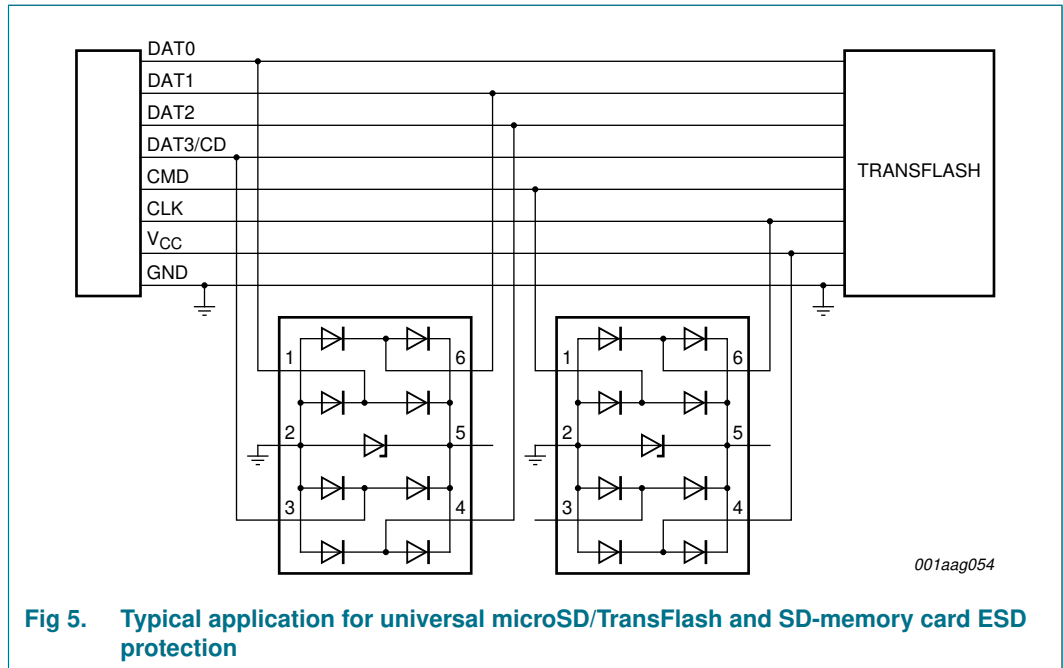 DAT0
DAT1
DAT2
DAT3/CD
CMD
CLK
VCC
GND
TRANSFLASH
1
6
2
5
3
4
1
6
2
5
3
4
001aag054
Fig 5. Typical application for universal microSD/TransFlash and SD-memory card ESD
protection